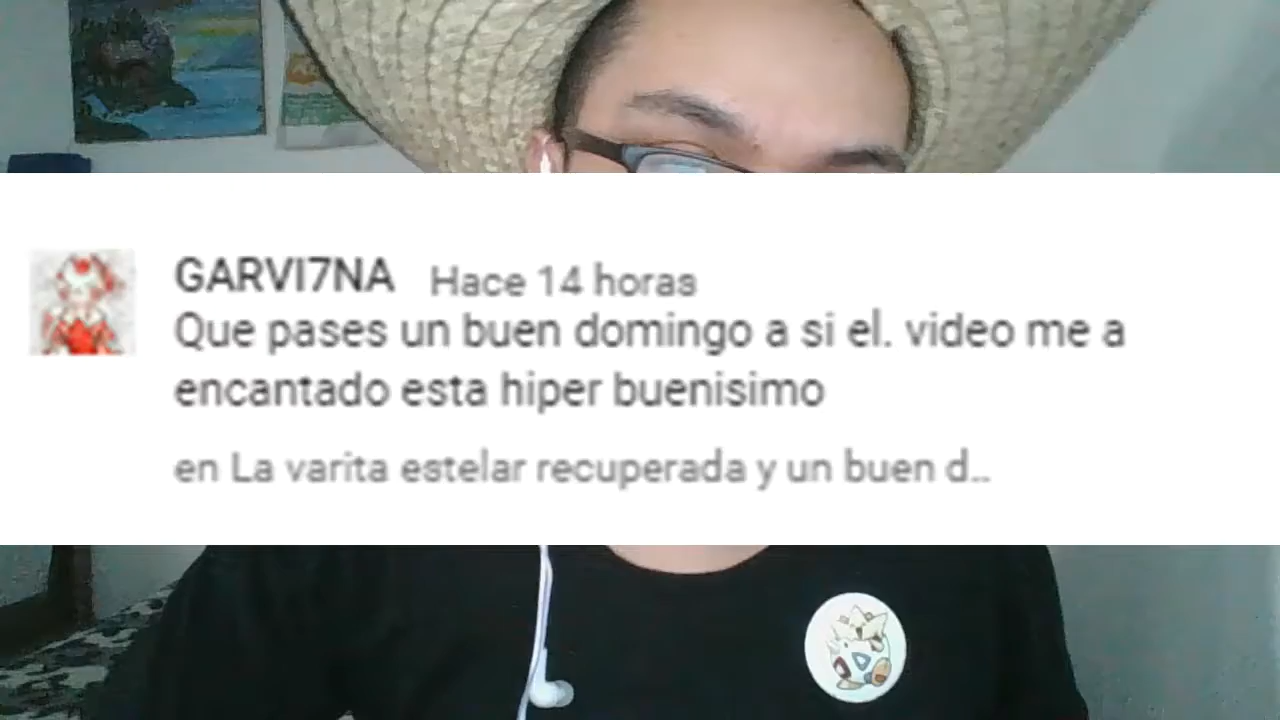 GARVI7NA Hace 14 horas
Que pases un buen domingo a si el. video me a
encantado esta hiper buenisimo
en La varita estelar recuperada y un buen d..